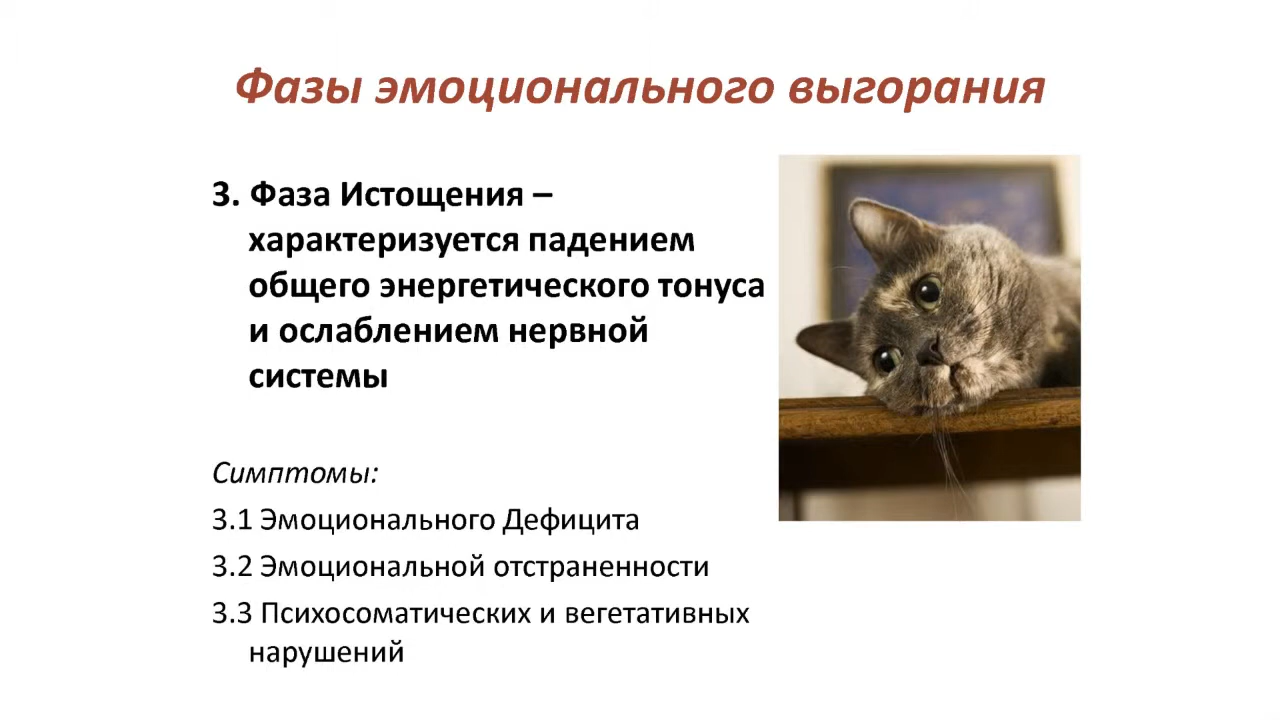 Фазы эмоционального выгорания
3. Фаза Истощения –
характеризуется падением
общего энергетического тонуса
и ослаблением нервной
системы
Симптомы:
3.1 Эмоционального Дефицита
3.2 Эмоциональной отстраненности
3.3 Психосоматических и вегетативных
нарушений